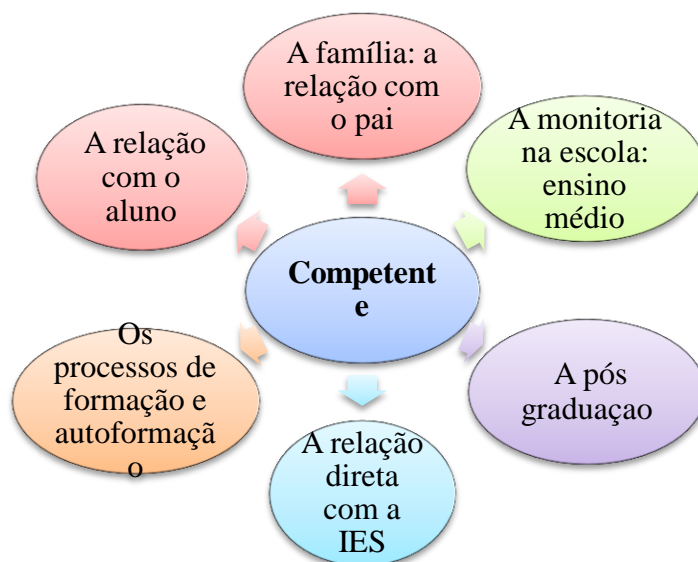 A família: a
relação com
o pai
A monitoria
na escola:
ensino
médio
A pós
graduaçao
A relação
direta
com a
IES
Os
processos de
formação e
autoformaçã
o
A relação
com o
aluno
Competent
e